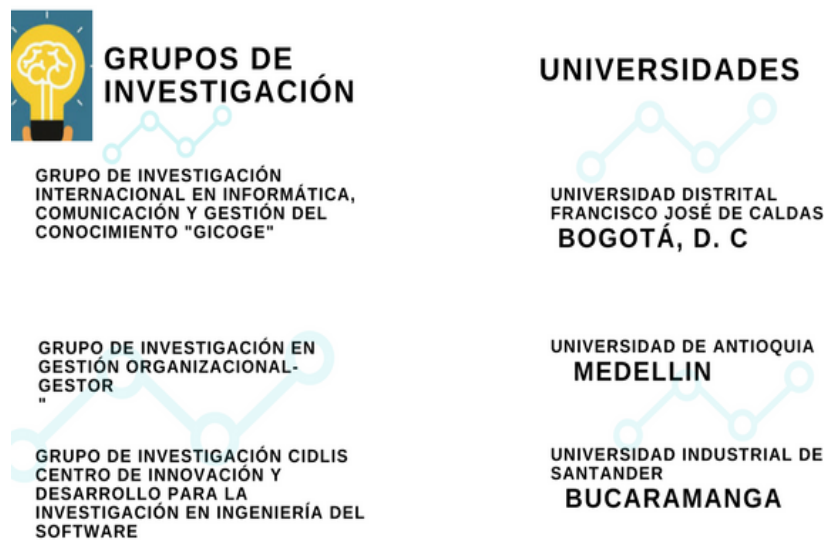 GRUPOS DE
INVESTIGACIÓN
UNIVERSIDADES
GRUPO DE INVESTIGACIÓN
INTERNACIONAL EN INFORMÁTICA,
COMUNICACIÓN Y GESTIÓN DEL
CONOCIMIENTO "GICOGE"
UNIVERSIDAD DISTRITAL
FRANCISCO JOSÉ DE CALDAS
BOGOTÁ, D. C
GRUPO DE INVESTIGACIÓN EN
GESTIÓN ORGANIZACIONAL-
GESTOR
"
UNIVERSIDAD DE ANTIOQUIA
MEDELLIN
GRUPO DE INVESTIGACIÓN CIDLIS
CENTRO DE INNOVACIÓN Y
DESARROLLO PARA LA
INVESTIGACIÓN EN INGENIERÍA DEL
SOFTWARE
UNIVERSIDAD INDUSTRIAL DE
SANTANDER
BUCARAMANGA